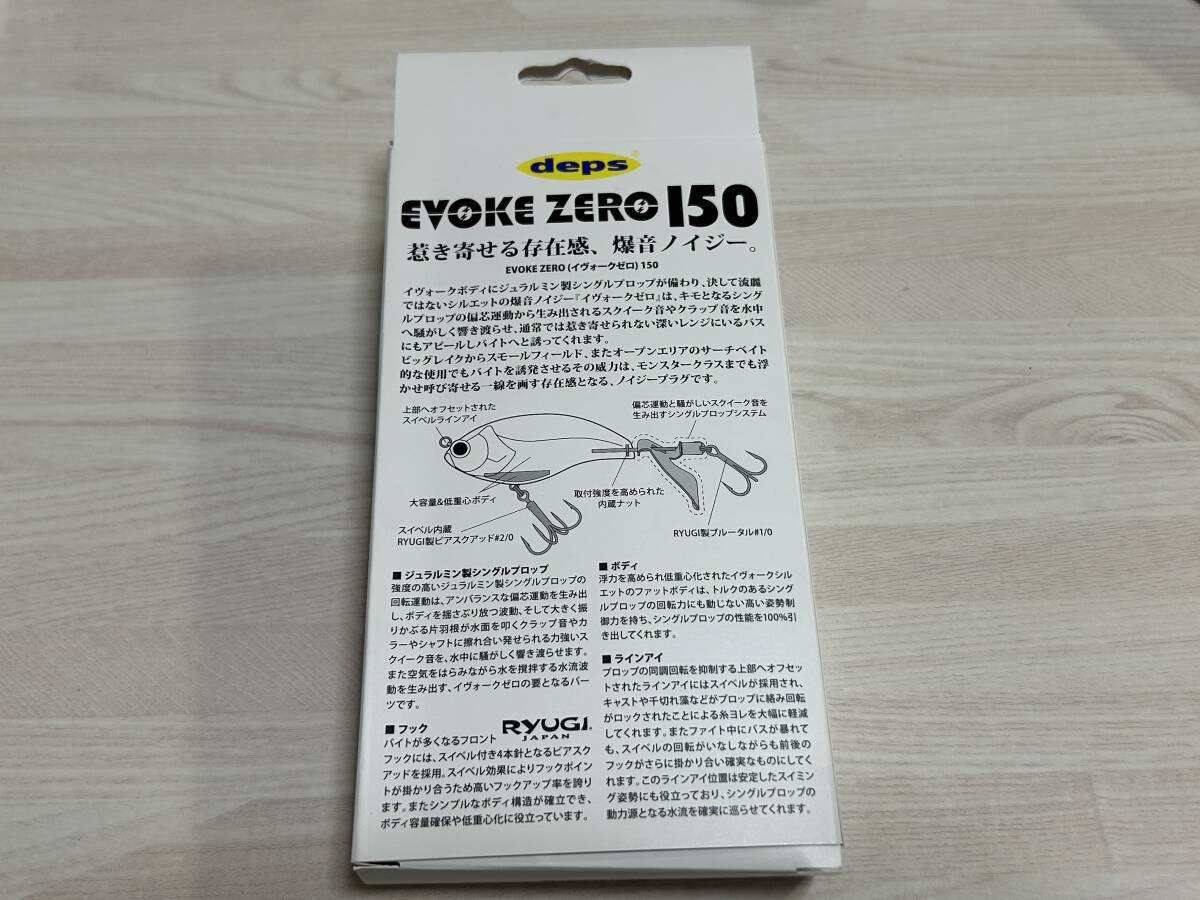 deps
EVOKE ZERO 150
惹き寄せる存在感、爆音ノイジー。
EVOKE ZERO (イヴォークゼロ) 150
イヴォークボディにジュラルミン製シングルプロップが備わり、決して流麗
ではないシルエットの爆音ノイジー『イヴォークゼロ』は、キモとなるシング
ルプロップの偏芯運動から生み出されるスクイーク音やクラップ音を水中
へ騒がしく響き渡らせ、通常では惹き寄せられない深いレンジにいるバス
にもアピールしバイトへと誘ってくれます。
ビッグレイクからスモールフィールド、またオープンエリアのサーチベイト
的な使用でもバイトを誘発させるその威力は、モンスタークラスまでも浮
かせ呼び寄せる一線を画す存在感となる、ノイジープラグです。
上部へオフセットされた
スイベルラインアイ
偏芯運動と騒がしいスクイーク音を
生み出すシングルプロップシステム
大容量&低重心ボディ
取付強度を高められた
内蔵ナット
スイベル内蔵
RYUGI製ピアスクアッド#2/0
RYUGI製ブルータル#1/0
■ ジュラルミン製シングルプロップ
強度の高いジュラルミン製シングルプロップの
回転運動は、アンバランスな偏芯運動を生み出
し、ボディを揺さぶり放つ波動、そして大きく振
りかぶる片羽根が水面を叩くクラップ音やカ
ラーやシャフトに擦れ合い発せられる力強いス
クイーク音を、水中に騒がしく響き渡らせます。
また空気をはらみながら水を撹拌する水流波
動を生み出す、イヴォークゼロの要となるパー
ツです。
■ フック
RYUGI
JAPAN
バイトが多くなるフロント
フックには、スイベル付き4本針となるピアスク
アッドを採用。スイベル効果によりフックポイン
トが掛かり合うため高いフックアップ率を誇り
ます。またシンプルなボディ構造が確立でき、
ボディ容量確保や低重心化に役立っています。
■ ボディ
浮力を高められ低重心化されたイヴォークシル
エットのファットボディは、トルクのあるシング
ルプロップの回転力にも動じない高い姿勢制
御力を持ち、シングルプロップの性能を100%引
き出してくれます。
■ ラインアイ
プロップの同調回転を抑制する上部へオフセッ
トされたラインアイにはスイベルが採用され、
キャストや千切れ藻などがプロップに絡み回転
がロックされたことによる糸ヨレを大幅に軽減
してくれます。またファイト中にバスが暴れて
も、スイベルの回転がいなしながらも前後の
フックがさらに掛かり合い確実なものにしてく
れます。このラインアイ位置は安定したスイミン
グ姿勢にも役立っており、シングルプロップの
動力源となる水流を確実に巡らせてくれます。